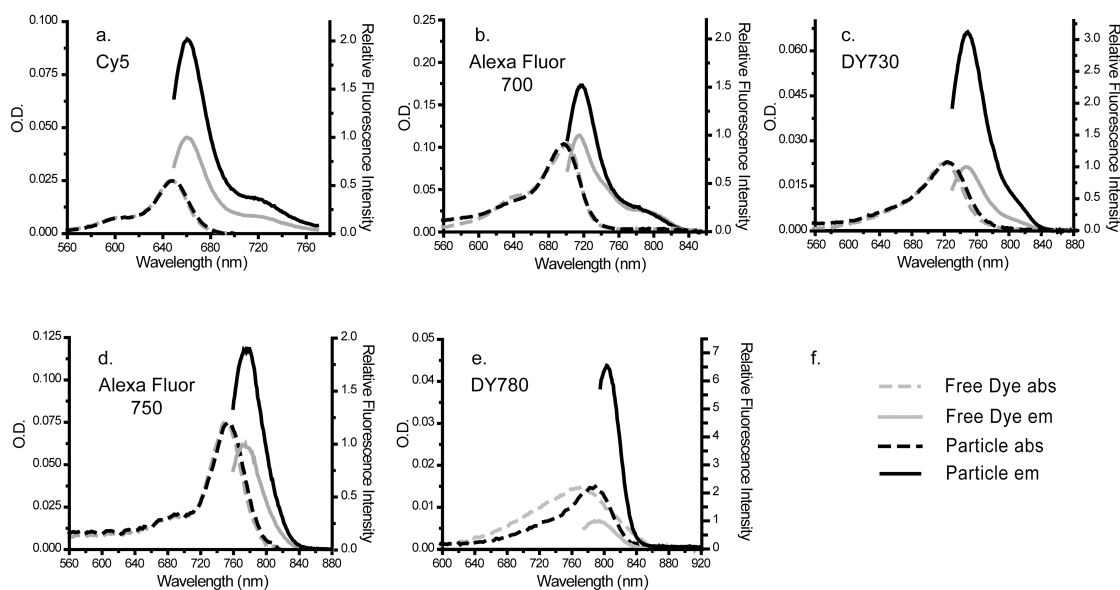 a.
Cy5
0.100
0.075
0.050
0.025
0.000
O.D.
2.0
1.5
1.0
0.5
0.0
Relative Fluorescence Intensity
560 600 640 680 720 760
Wavelength (nm)
b.
Alexa Fluor
700
0.25
0.20
0.15
0.10
0.05
0.00
O.D.
2.0
1.5
1.0
0.5
0.0
Relative Fluorescence Intensity
560 600 640 680 720 760 800 840
Wavelength (nm)
c.
DY730
0.060
0.045
0.030
0.015
0.000
O.D.
3.0
2.5
2.0
1.5
1.0
0.5
0.0
Relative Fluorescence Intensity
560 600 640 680 720 760 800 840 880
Wavelength (nm)
d.
Alexa Fluor
750
0.125
0.100
0.075
0.050
0.025
0.000
O.D.
2.0
1.5
1.0
0.5
0.0
Relative Fluorescence Intensity
560 600 640 680 720 760 800 840 880
Wavelength (nm)
e.
DY780
0.05
0.04
0.03
0.02
0.01
0.00
O.D.
7
6
5
4
3
2
1
0
Relative Fluorescence Intensity
600 640 680 720 760 800 840 880 920
Wavelength (nm)
f.
Free Dye abs
Free Dye em
Particle abs
Particle em